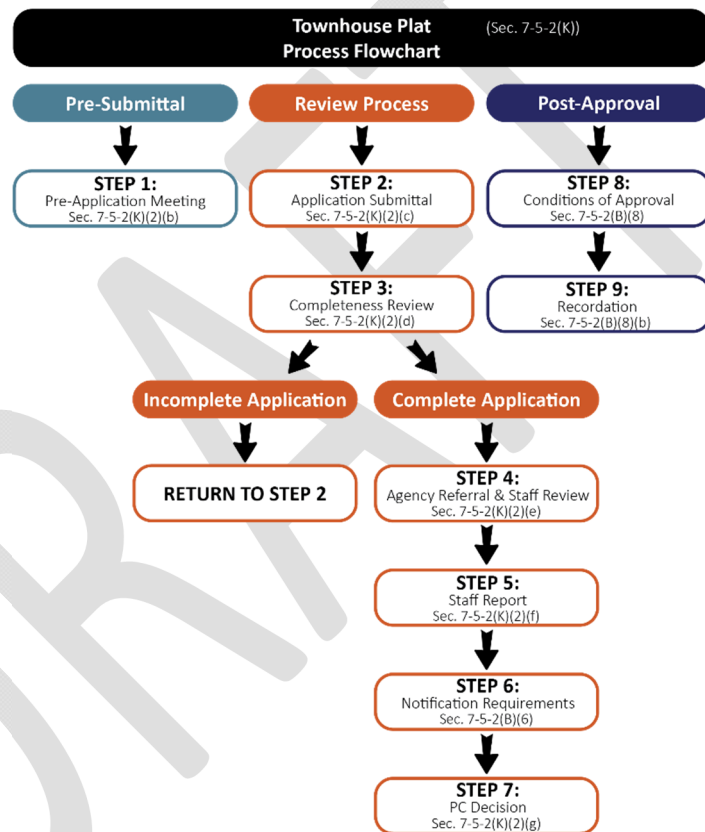 Townhouse Plat (Sec. 7-5-2(K))
Process Flowchart
Pre-Submittal
STEP 1:
Pre-Application Meeting
Sec. 7-5-2(K)(2)(b)
Review Process
STEP 2:
Application Submittal
Sec. 7-5-2(K)(2)(c)
STEP 3:
Completeness Review
Sec. 7-5-2(K)(2)(d)
Incomplete Application
RETURN TO STEP 2
Complete Application
STEP 4:
Agency Referral & Staff Review
Sec. 7-5-2(K)(2)(e)
STEP 5:
Staff Report
Sec. 7-5-2(K)(2)(f)
STEP 6:
Notification Requirements
Sec. 7-5-2(B)(6)
STEP 7:
PC Decision
Sec. 7-5-2(K)(2)(g)
Post-Approval
STEP 8:
Conditions of Approval
Sec. 7-5-2(B)(8)
STEP 9:
Recordation
Sec. 7-5-2(B)(8)(b)
DRAFT